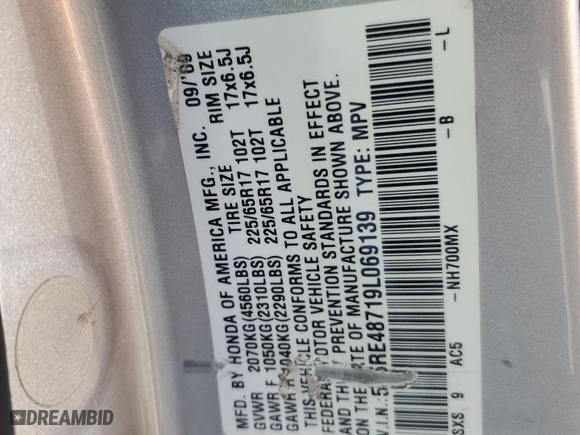 MFD. BY HONDA OF AMERICA MFG., INC. 09/'09
TIRE SIZE RIM SIZE
GVWR 2070KG(4560LBS) 225/65R17 102T 17x6.5J
GAWR F 1050KG(2310LBS) 225/65R17 102T 17x6.5J
GAWR 1040KG(2290LBS)
THIS VEHICLE CONFORMS TO ALL APPLICABLE
FEDERAL MOTOR VEHICLE SAFETY
AND THEFT PREVENTION STANDARDS IN EFFECT
ON THE DATE OF MANUFACTURE SHOWN ABOVE.
V.I.N.: RE48719L069139 TYPE: MPV
SXS 9 AC5 -NH700MX -B -L
DREAMBID